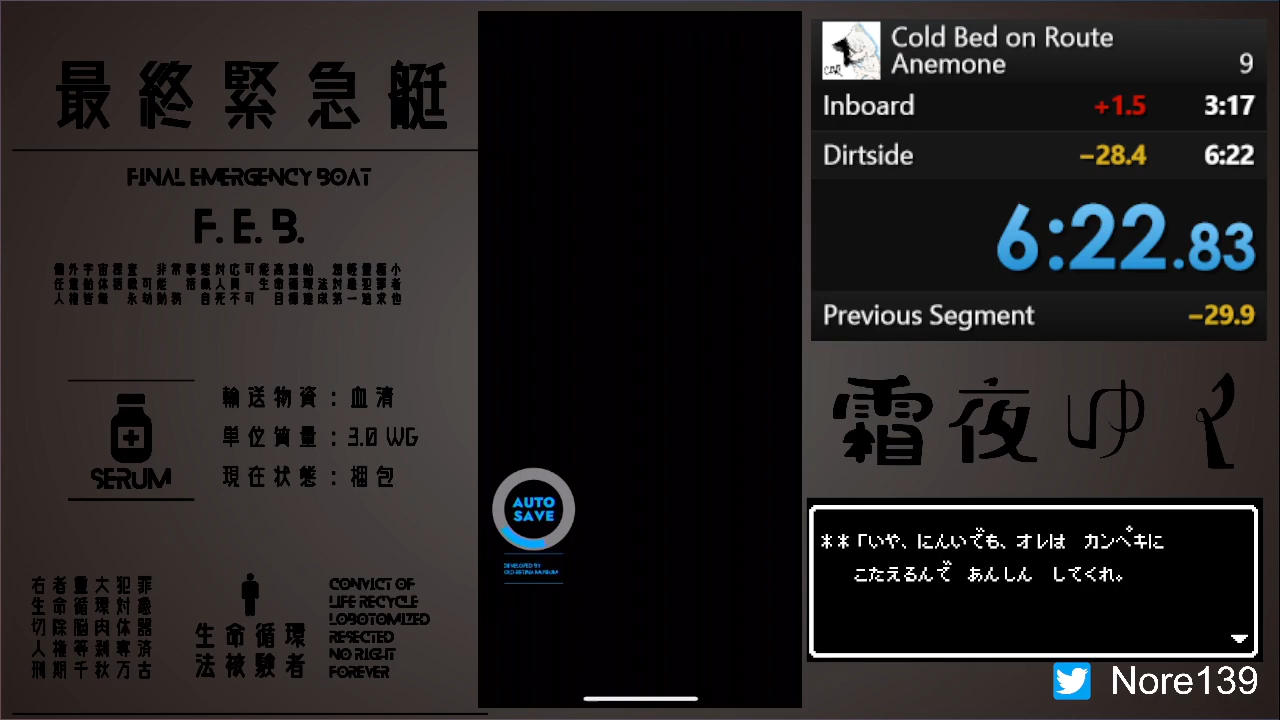 最終緊急艇
FINAL EMERGENCY BOAT
F. E. B.
輸送物資：血清
単位質量：3.0 WG
現在状態：梱包
SERUM
右者重大犯罪
生命循環対象
切除脳肉体器
人権等剥奪済
刑期千秋万古
生命循環
法被験者
CONVICT OF
LIFE RECYCLE
LOBOTOMIZED
RESECTED
NO RIGHT
FOREVER
AUTO
SAVE
Cold Bed on Route
Anemone 9
Inboard +1.5 3:17
Dirtside −28.4 6:22
6:22.83
Previous Segment −29.9
霜夜ゆく
＊＊「いや、にんいでも、オレは カンペキに
こたえるんで あんしん してくれ。
Nore139